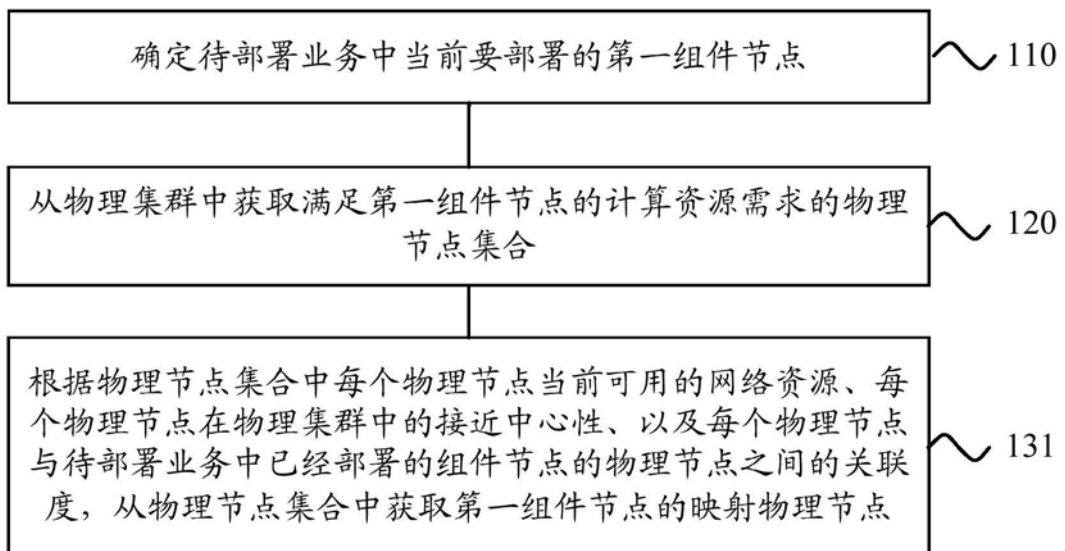 确定待部署业务中当前要部署的第一组件节点
110
从物理集群中获取满足第一组件节点的计算资源需求的物理
节点集合
120
根据物理节点集合中每个物理节点当前可用的网络资源、每
个物理节点在物理集群中的接近中心性、以及每个物理节点
与待部署业务中已经部署的组件节点的物理节点之间的关联
度，从物理节点集合中获取第一组件节点的映射物理节点
131